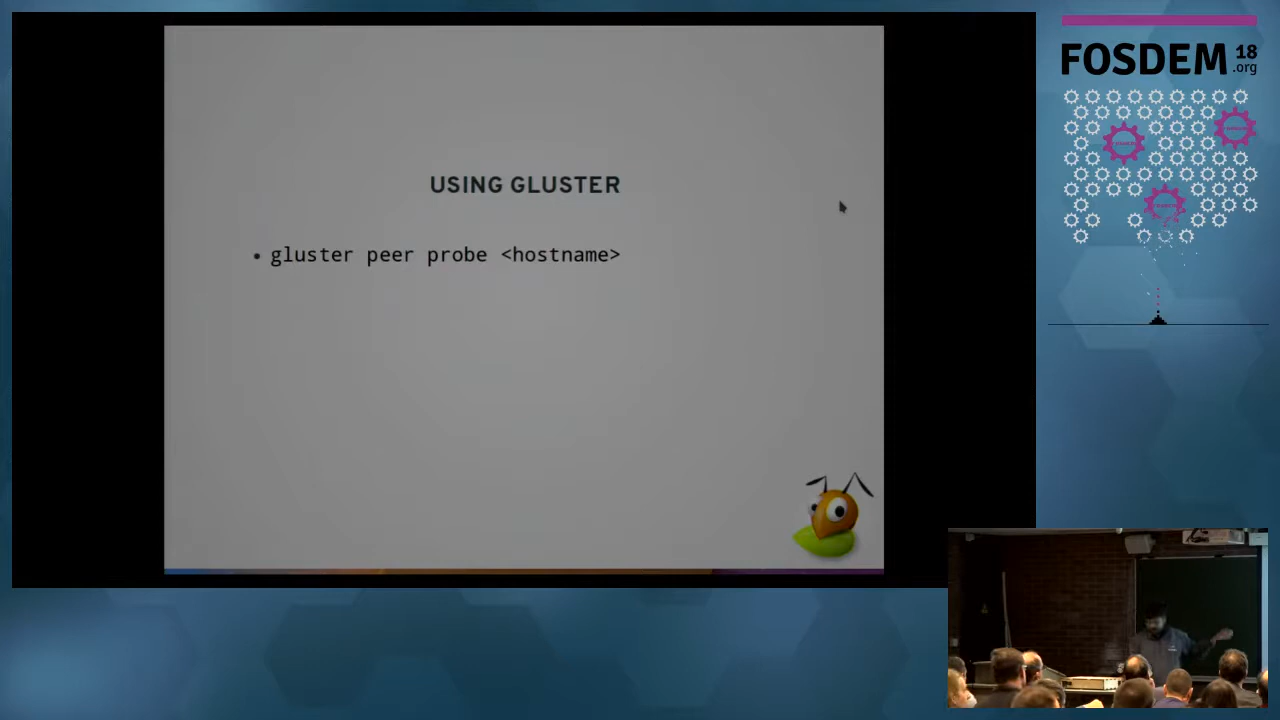 USING GLUSTER
• gluster peer probe <hostname>
FOSDEM 18
.org